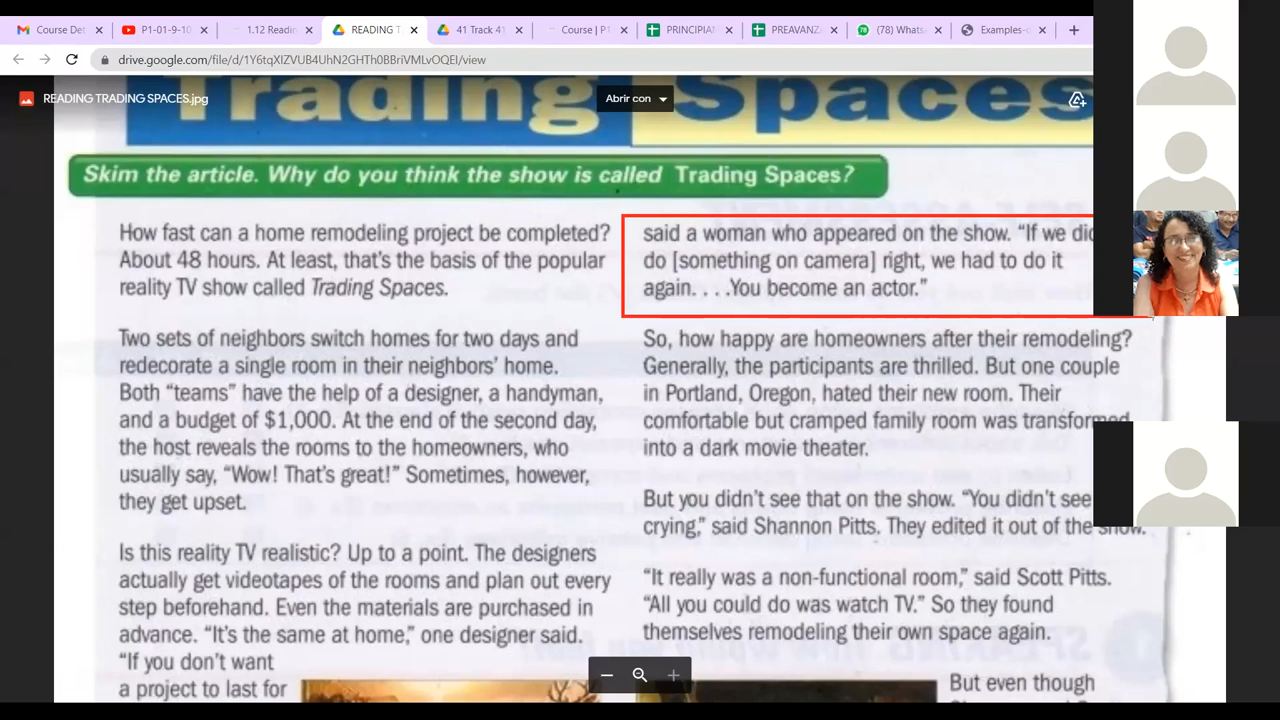 Course Det
P1-01-9-10
1.12 Readin
READING T
41 Track 41
Course | P
PRINCIPIAN
PREAVANZA
(78) Whats
Examples-o
drive.google.com/file/d/1Y6tqXIZVUB4UhN2GHTh0BBriVMLvOQEI/view
READING TRADING SPACES.jpg
Abrir con
Trading Spaces
Skim the article. Why do you think the show is called Trading Spaces?
How fast can a home remodeling project be completed?
About 48 hours. At least, that's the basis of the popular
reality TV show called Trading Spaces.
Two sets of neighbors switch homes for two days and
redecorate a single room in their neighbors' home.
Both "teams" have the help of a designer, a handyman,
and a budget of $1,000. At the end of the second day,
the host reveals the rooms to the homeowners, who
usually say, "Wow! That's great!" Sometimes, however,
they get upset.
Is this reality TV realistic? Up to a point. The designers
actually get videotapes of the rooms and plan out every
step beforehand. Even the materials are purchased in
advance. "It's the same at home," one designer said.
"If you don't want
a project to last for
said a woman who appeared on the show. "If we did
do [something on camera] right, we had to do it
again. . . .You become an actor."
So, how happy are homeowners after their remodeling?
Generally, the participants are thrilled. But one couple
in Portland, Oregon, hated their new room. Their
comfortable but cramped family room was transformed
into a dark movie theater.
But you didn't see that on the show. "You didn't see
crying," said Shannon Pitts. They edited it out of the show.
"It really was a non-functional room," said Scott Pitts.
"All you could do was watch TV." So they found
themselves remodeling their own space again.
But even though